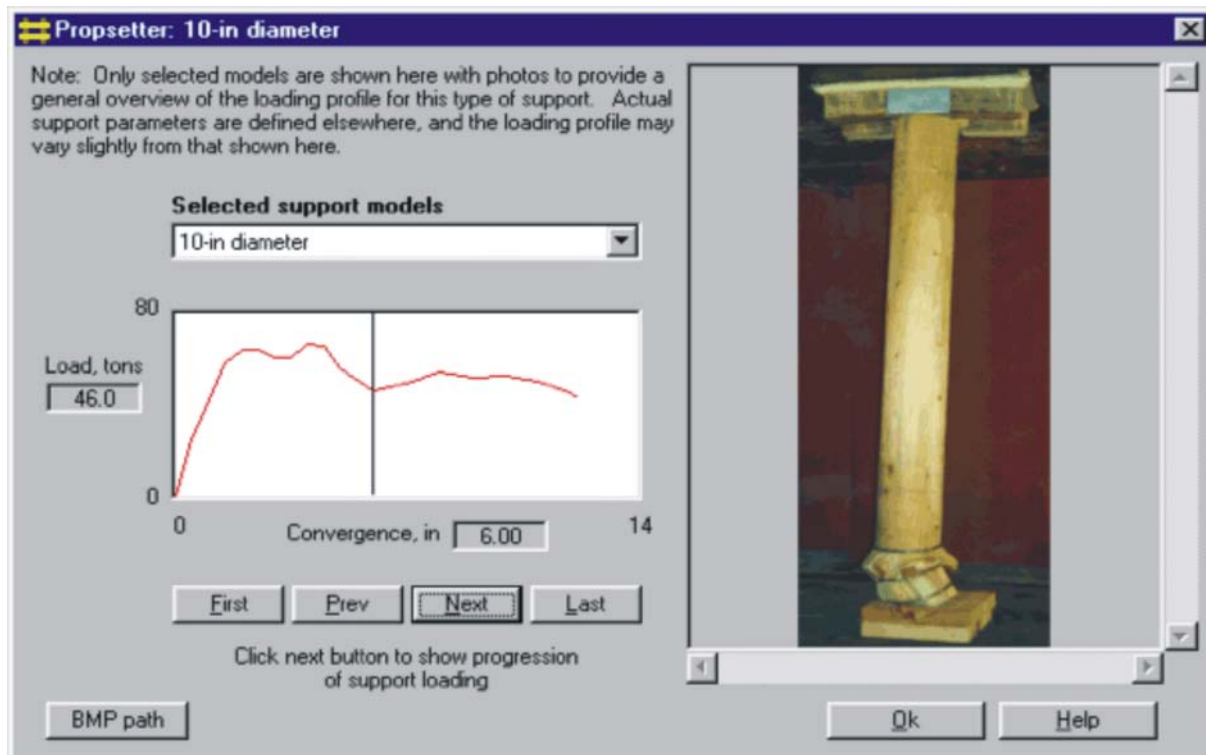 Propsetter: 10-in diameter
Note: Only selected models are shown here with photos to provide a
general overview of the loading profile for this type of support. Actual
support parameters are defined elsewhere, and the loading profile may
vary slightly from that shown here.
Selected support models
10-in diameter
80
Load, tons
46.0
0
0
Convergence, in 6.00
14
First Prev Next Last
Click next button to show progression
of support loading
BMP path
Ok Help